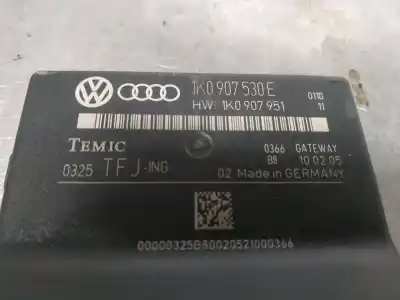 1K0 907 530 E
HW: 1K0 907 951
0110
11
TEMIC
0366 GATEWAY
0325 TFJ-ING
B8 10 02 05
02 Made in GERMANY
00000325B80020521000366